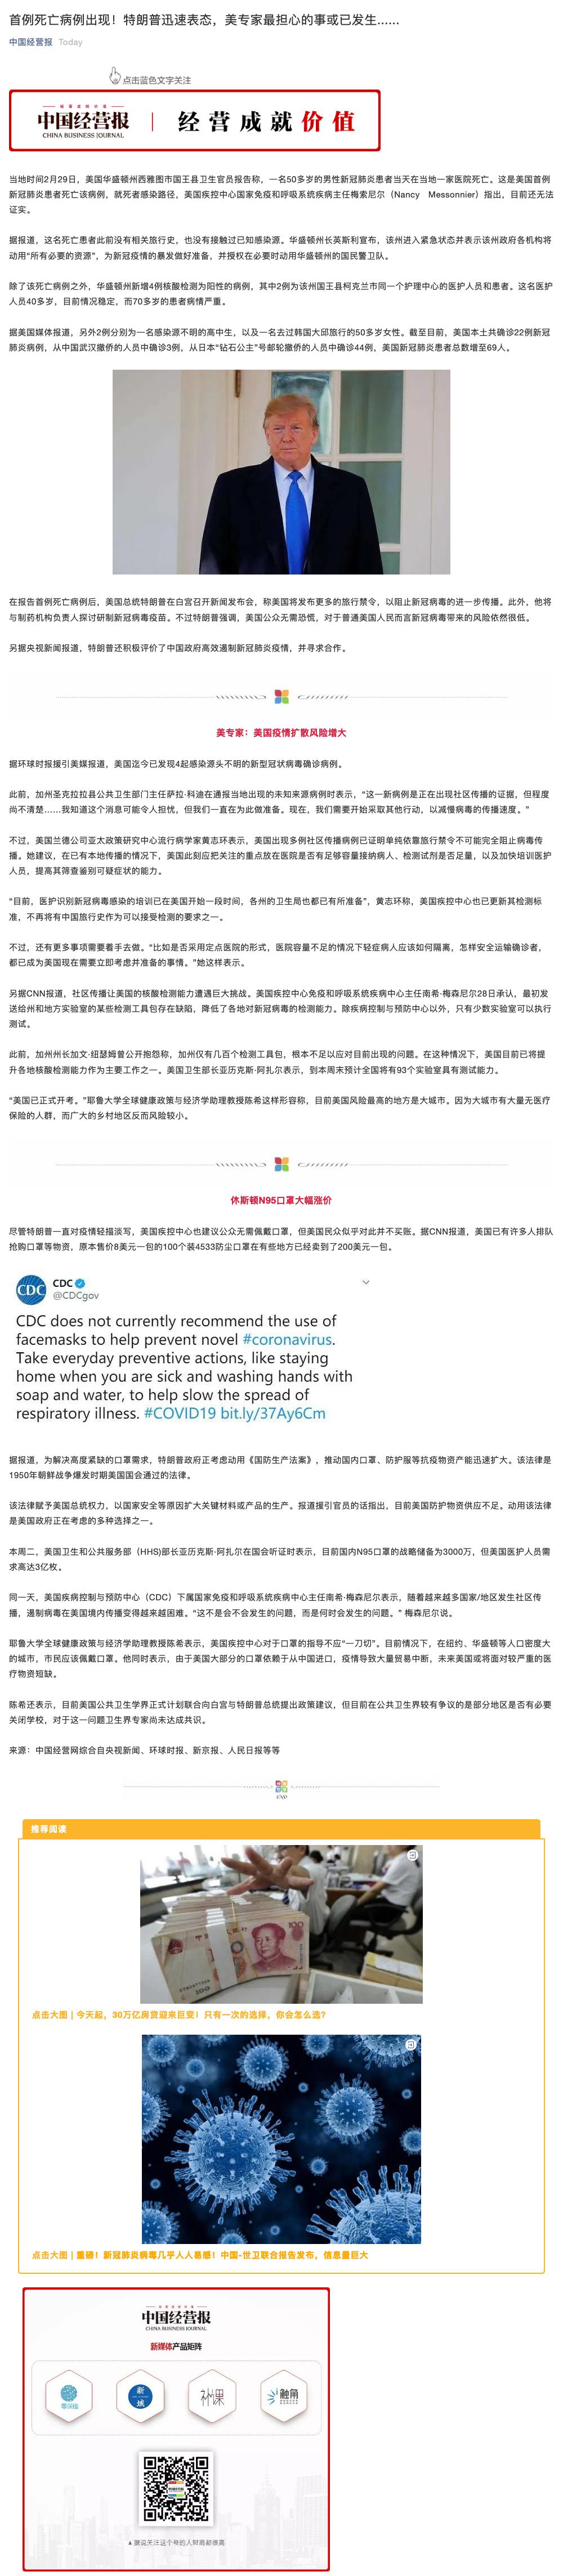 首例死亡病例出现！特朗普迅速表态，美专家最担心的事或已发生......
中国经营报 Today
点击蓝色文字关注
中国经营报
CHINA BUSINESS JOURNAL
经营成就价值
当地时间2月29日，美国华盛顿州西雅图市国王县卫生官员报告称，一名50多岁的男性新冠肺炎患者当天在当地一家医院死亡。这是美国首例
新冠肺炎患者死亡该病例，就死者感染路径，美国疾控中心国家免疫和呼吸系统疾病主任梅索尼尔（Nancy Messonnier）指出，目前还无法
证实。
据报道，这名死亡患者此前没有相关旅行史，也没有接触过已知感染源。华盛顿州长英斯利宣布，该州进入紧急状态并表示该州政府各机构将
动用“所有必要的资源”，为新冠疫情的暴发做好准备，并授权在必要时动用华盛顿州的国民警卫队。
除了该死亡病例之外，华盛顿州新增4例核酸检测为阳性的病例，其中2例为该州国王县柯克兰市同一个护理中心的医护人员和患者。这名医护
人员40多岁，目前情况稳定，而70多岁的患者病情严重。
据美国媒体报道，另外2例分别为一名感染源不明的高中生，以及一名去过韩国大邱旅行的50多岁女性。截至目前，美国本土共确诊22例新冠
肺炎病例，从中国武汉撤侨的人员中确诊3例，从日本“钻石公主”号邮轮撤侨的人员中确诊44例，美国新冠肺炎患者总数增至69人。
在报告首例死亡病例后，美国总统特朗普在白宫召开新闻发布会，称美国将发布更多的旅行禁令，以阻止新冠病毒的进一步传播。此外，他将
与制药机构负责人探讨研制新冠病毒疫苗。不过特朗普强调，美国公众无需恐慌，对于普通美国人民而言新冠病毒带来的风险依然很低。
另据央视新闻报道，特朗普还积极评价了中国政府高效遏制新冠肺炎疫情，并寻求合作。
美专家：美国疫情扩散风险增大
据环球时报援引美媒报道，美国迄今已发现4起感染源头不明的新型冠状病毒确诊病例。
此前，加州圣克拉拉县公共卫生部门主任萨拉·科迪在通报当地出现的未知来源病例时表示，“这一新病例是正在出现社区传播的证据，但程度
尚不清楚……我知道这个消息可能令人担忧，但我们一直在为此做准备。现在，我们需要开始采取其他行动，以减慢病毒的传播速度。”
不过，美国兰德公司亚太政策研究中心流行病学家黄志环表示，美国出现多例社区传播病例已证明单纯依靠旅行禁令不可能完全阻止病毒传
播。她建议，在已有本地传播的情况下，美国此刻应把关注的重点放在医院是否有足够容量接纳病人、检测试剂是否足量，以及加快培训医护
人员，提高其筛查鉴别可疑症状的能力。
“目前，医护识别新冠病毒感染的培训已在美国开始一段时间，各州的卫生局也都已有所准备”，黄志环称，美国疾控中心也已更新其检测标
准，不再将有中国旅行史作为可以接受检测的要求之一。
不过，还有更多事项需要着手去做。“比如是否采用定点医院的形式，医院容量不足的情况下轻症病人应该如何隔离，怎样安全运输确诊者，
都已成为美国现在需要立即考虑并准备的事情。”她这样表示。
另据CNN报道，社区传播让美国的核酸检测能力遭遇巨大挑战。美国疾控中心免疫和呼吸系统疾病中心主任南希·梅森尼尔28日承认，最初发
送给州和地方实验室的某些检测工具包存在缺陷，降低了各地对新冠病毒的检测能力。除疾病控制与预防中心以外，只有少数实验室可以执行
测试。
此前，加州州长加文·纽瑟姆曾公开抱怨称，加州仅有几百个检测工具包，根本不足以应对目前出现的问题。在这种情况下，美国目前已将提
升各地核酸检测能力作为主要工作之一。美国卫生部长亚历克斯·阿扎尔表示，到本周末预计全国将有93个实验室具有测试能力。
“美国已正式开考。”耶鲁大学全球健康政策与经济学助理教授陈希这样形容称，目前美国风险最高的地方是大城市。因为大城市有大量无医疗
保险的人群，而广大的乡村地区反而风险较小。
休斯顿N95口罩大幅涨价
尽管特朗普一直对疫情轻描淡写，美国疾控中心也建议公众无需佩戴口罩，但美国民众似乎对此并不买账。据CNN报道，美国已有许多人排队
抢购口罩等物资，原本售价8美元一包的100个装4533防尘口罩在有些地方已经卖到了200美元一包。
CDC
CDC
@CDCgov
CDC does not currently recommend the use of
facemasks to help prevent novel #coronavirus.
Take everyday preventive actions, like staying
home when you are sick and washing hands with
soap and water, to help slow the spread of
respiratory illness. #COVID19 bit.ly/37Ay6Cm
据报道，为解决高度紧缺的口罩需求，特朗普政府正考虑动用《国防生产法案》，推动国内口罩、防护服等抗疫物资产能迅速扩大。该法律是
1950年朝鲜战争爆发时期美国国会通过的法律。
该法律赋予美国总统权力，以国家安全等原因扩大关键材料或产品的生产。报道援引官员的话指出，目前美国防护物资供应不足。动用该法律
是美国政府正在考虑的多种选择之一。
本周二，美国卫生和公共服务部（HHS)部长亚历克斯·阿扎尔在国会听证时表示，目前国内N95口罩的战略储备为3000万，但美国医护人员需
求高达3亿枚。
同一天，美国疾病控制与预防中心（CDC）下属国家免疫和呼吸系统疾病中心主任南希·梅森尼尔表示，随着越来越多国家/地区发生社区传
播，遏制病毒在美国境内传播变得越来越困难。“这不是会不会发生的问题，而是何时会发生的问题。” 梅森尼尔说。
耶鲁大学全球健康政策与经济学助理教授陈希表示，美国疾控中心对于口罩的指导不应“一刀切”。目前情况下，在纽约、华盛顿等人口密度大
的城市，市民应该佩戴口罩。他同时表示，由于美国大部分的口罩依赖于从中国进口，疫情导致大量贸易中断，未来美国或将面对较严重的医
疗物资短缺。
陈希还表示，目前美国公共卫生学界正式计划联合向白宫与特朗普总统提出政策建议，但目前在公共卫生界较有争议的是部分地区是否有必要
关闭学校，对于这一问题卫生界专家尚未达成共识。
来源：中国经营网综合自央视新闻、环球时报、新京报、人民日报等等
END
推荐阅读
点击大图 | 今天起，30万亿房贷迎来巨变！只有一次的选择，你会怎么选?
点击大图 | 重磅！新冠肺炎病毒几乎人人易感！中国-世卫联合报告发布，信息量巨大
中国经营报
CHINA BUSINESS JOURNAL
新媒体产品矩阵
触角
▲据说关注这个号的人财商都很高